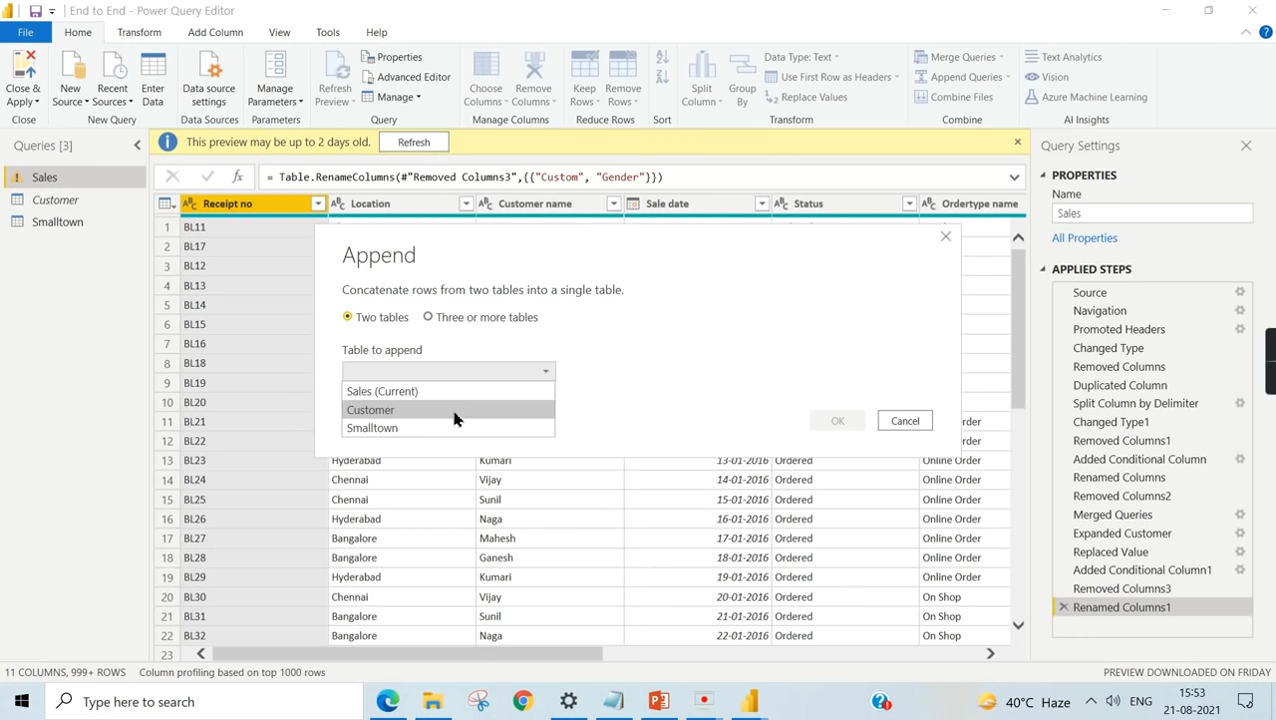 End to End - Power Query Editor
File Home Transform Add Column View Tools Help
Close & Apply
New Source
Recent Sources
Enter Data
Data source settings
Manage Parameters
Refresh Preview
Properties
Advanced Editor
Manage
Choose Columns
Remove Columns
Keep Rows
Remove Rows
Split Column
Group By
Data Type: Text
Use First Row as Headers
Replace Values
Merge Queries
Append Queries
Combine Files
Text Analytics
Vision
Azure Machine Learning
Close New Query Data Sources Parameters Query Manage Columns Reduce Rows Sort Transform Combine AI Insights
Queries [3]
Sales
Customer
Smalltown
This preview may be up to 2 days old. Refresh
fx = Table.RenameColumns(#"Removed Columns3",{{"Custom", "Gender"}})
Receipt no Location Customer name Sale date Status Ordertype name
1 BL11
2 BL17
3 BL12
4 BL13
5 BL14
6 BL15
7 BL16
8 BL18
9 BL19
10 BL20
11 BL21 ne Order
12 BL22 ne Order
13 BL23 Hyderabad Kumari 13-01-2016 Ordered Online Order
14 BL24 Chennai Vijay 14-01-2016 Ordered Online Order
15 BL25 Chennai Sunil 15-01-2016 Ordered Online Order
16 BL26 Hyderabad Naga 16-01-2016 Ordered Online Order
17 BL27 Bangalore Mahesh 17-01-2016 Ordered Online Order
18 BL28 Bangalore Ganesh 18-01-2016 Ordered Online Order
19 BL29 Hyderabad Kumari 19-01-2016 Ordered Online Order
20 BL30 Chennai Vijay 20-01-2016 Ordered On Shop
21 BL31 Bangalore Sunil 21-01-2016 Ordered On Shop
22 BL32 Bangalore Naga 22-01-2016 Ordered On Shop
23
Append
Concatenate rows from two tables into a single table.
Two tables Three or more tables
Table to append
Sales (Current)
Customer
Smalltown
OK Cancel
Query Settings
PROPERTIES
Name
Sales
All Properties
APPLIED STEPS
Source
Navigation
Promoted Headers
Changed Type
Removed Columns
Duplicated Column
Split Column by Delimiter
Changed Type1
Removed Columns1
Added Conditional Column
Renamed Columns
Removed Columns2
Merged Queries
Expanded Customer
Replaced Value
Added Conditional Column1
Removed Columns3
Renamed Columns1
11 COLUMNS, 999+ ROWS Column profiling based on top 1000 rows PREVIEW DOWNLOADED ON FRIDAY
Type here to search
40°C Haze ENG
15:53
21-08-2021